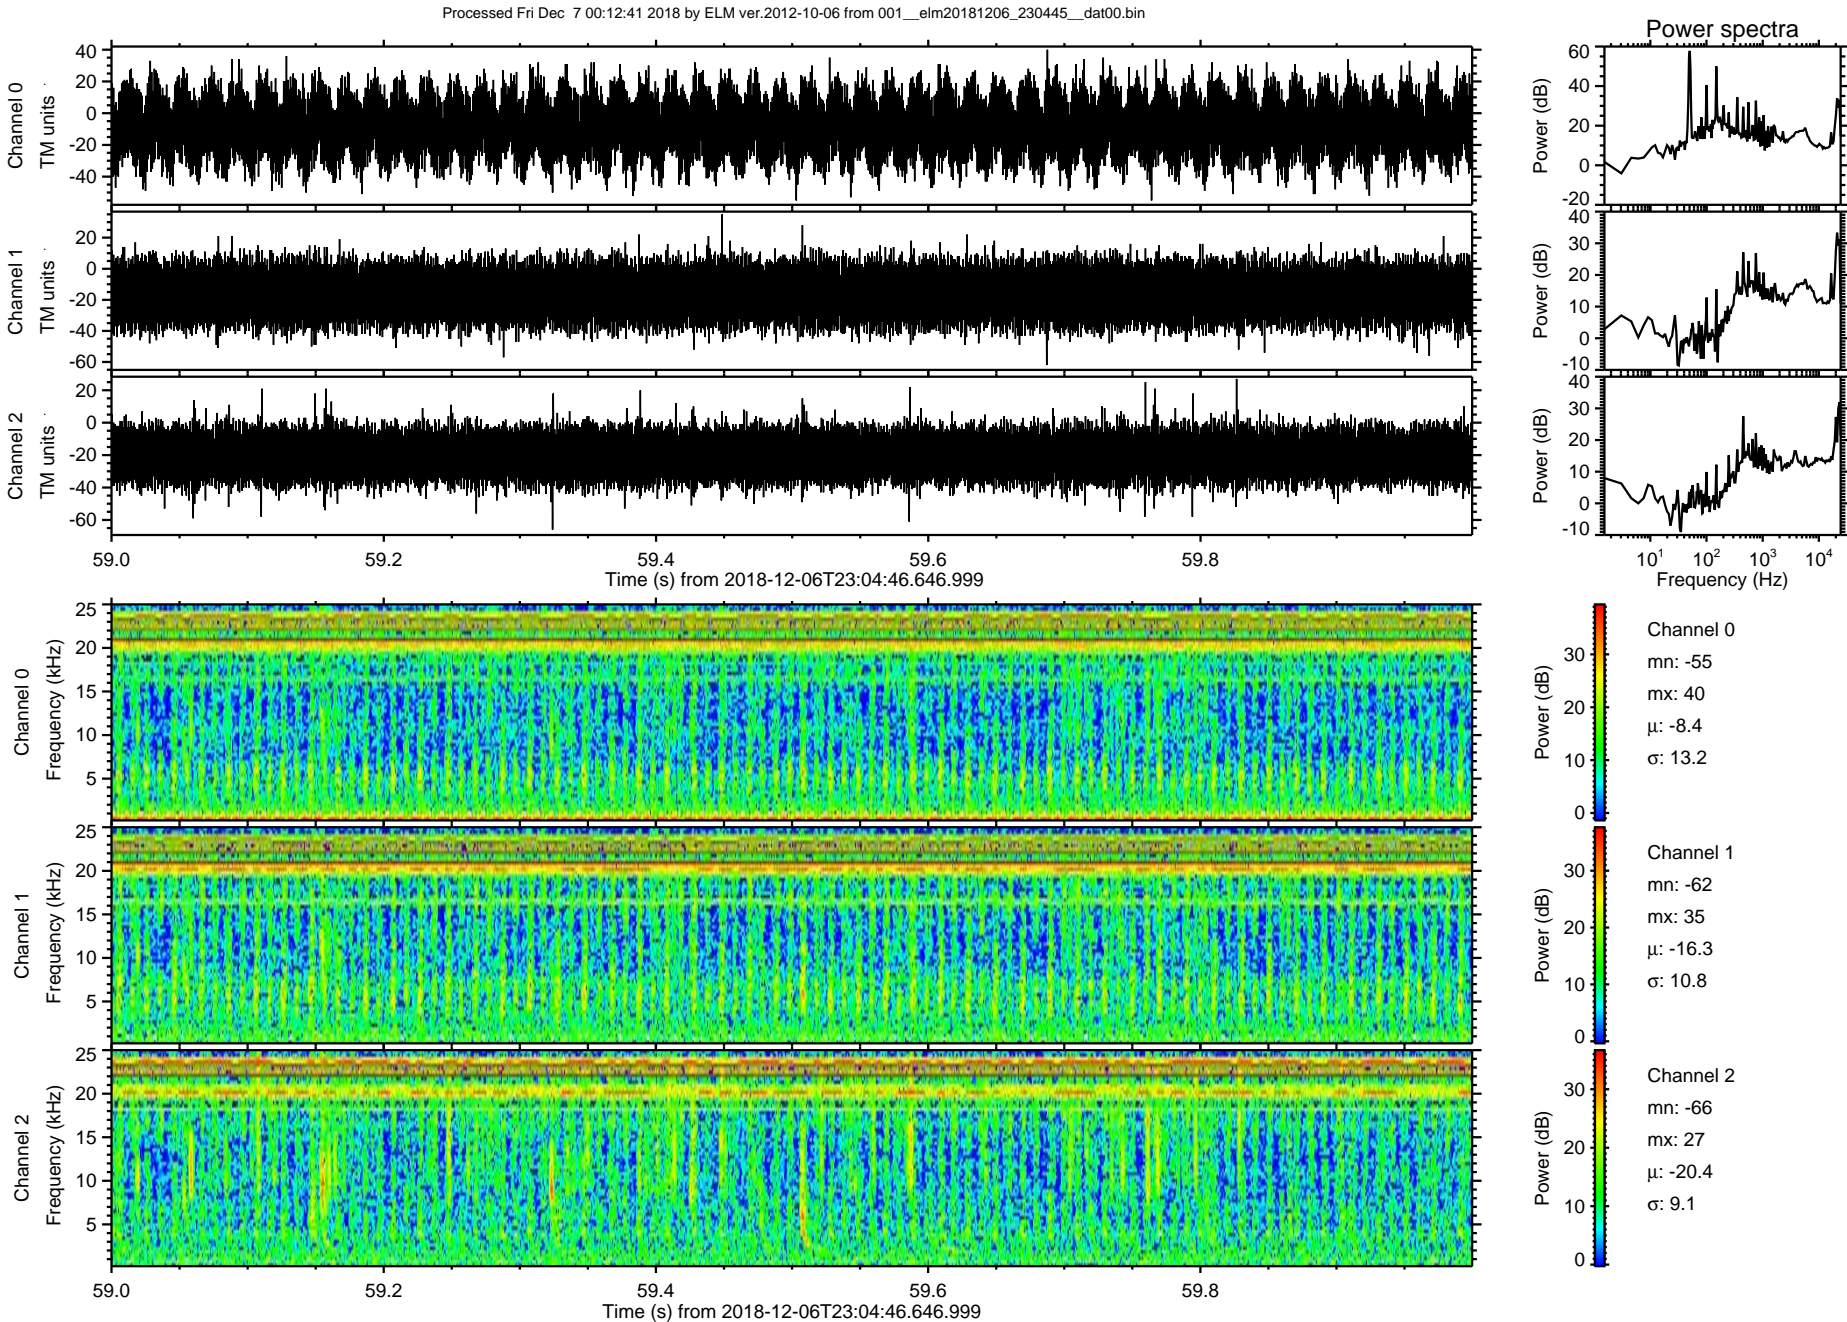 Processed Fri Dec 7 00:12:41 2018 by ELM ver.2012-10-06 from 001__elm20181206_230445__dat00.bin
Power spectra
Channel 0
TM units
40
20
0
-20
-40
Power (dB)
60
40
20
0
-20
Channel 1
TM units
20
0
-20
-40
-60
Power (dB)
40
30
20
10
0
-10
Channel 2
TM units
20
0
-20
-40
-60
Power (dB)
40
30
20
10
0
-10
59.0 59.2 59.4 59.6 59.8
Time (s) from 2018-12-06T23:04:46.646.999
10¹ 10² 10³ 10⁴
Frequency (Hz)
Channel 0
Frequency (kHz)
25
20
15
10
5
Power (dB)
30
20
10
0
Channel 0
mn: -55
mx: 40
μ: -8.4
σ: 13.2
Channel 1
Frequency (kHz)
25
20
15
10
5
Power (dB)
30
20
10
0
Channel 1
mn: -62
mx: 35
μ: -16.3
σ: 10.8
Channel 2
Frequency (kHz)
25
20
15
10
5
Power (dB)
30
20
10
0
Channel 2
mn: -66
mx: 27
μ: -20.4
σ: 9.1
59.0 59.2 59.4 59.6 59.8
Time (s) from 2018-12-06T23:04:46.646.999